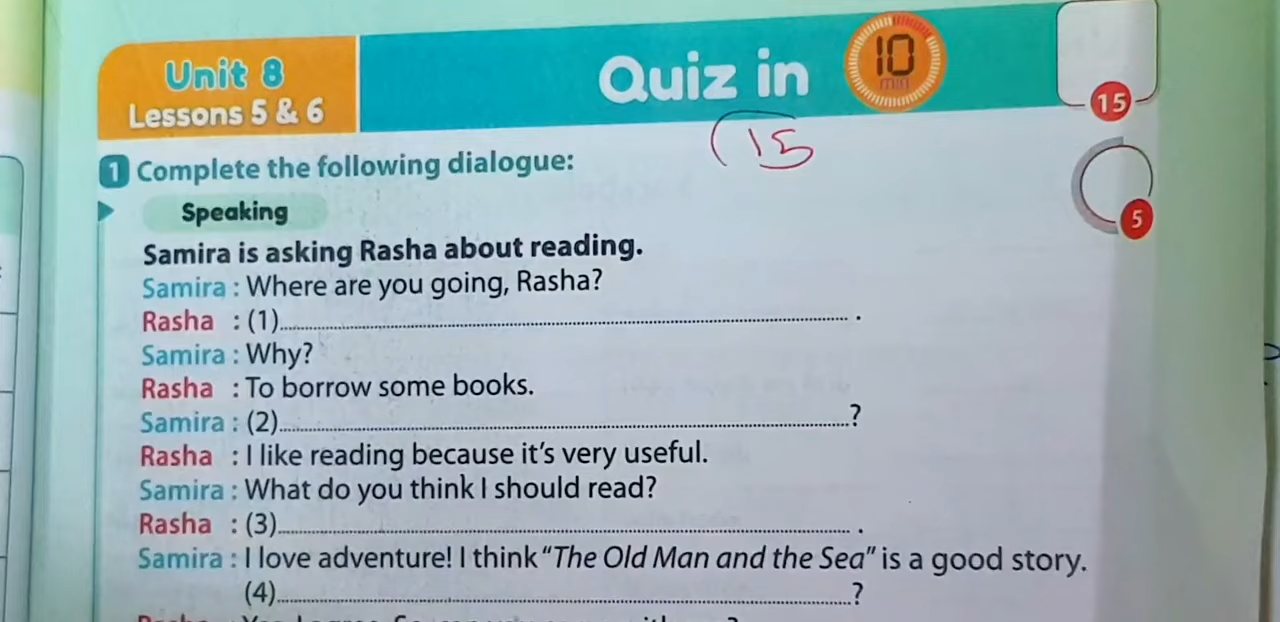 Unit 8
Lessons 5 & 6
Quiz in
10
min
15
15
1 Complete the following dialogue:
5
Speaking
Samira is asking Rasha about reading.
Samira : Where are you going, Rasha?
Rasha : (1)........................................ .
Samira : Why?
Rasha : To borrow some books.
Samira : (2)........................................?
Rasha : I like reading because it's very useful.
Samira : What do you think I should read?
Rasha : (3)........................................ .
Samira : I love adventure! I think "The Old Man and the Sea" is a good story.
(4)........................................?